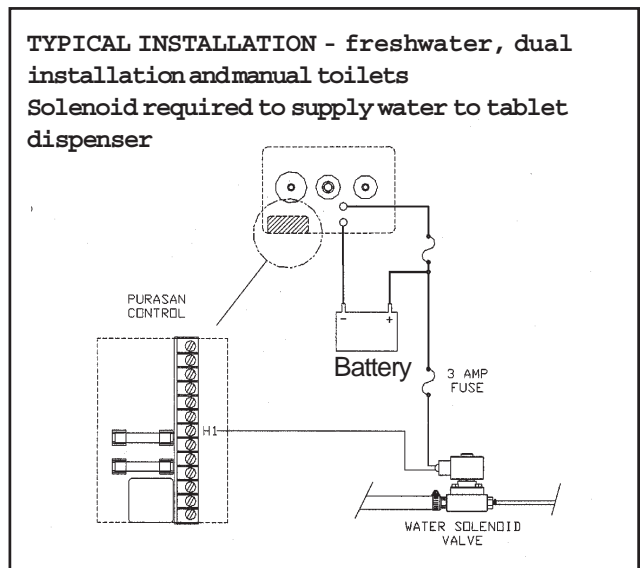 TYPICAL INSTALLATION - freshwater, dual
installation and manual toilets
Solenoid required to supply water to tablet
dispenser
PURASAN
CONTROL
- +
Battery
3 AMP
FUSE
H1
WATER SOLENOID
VALVE